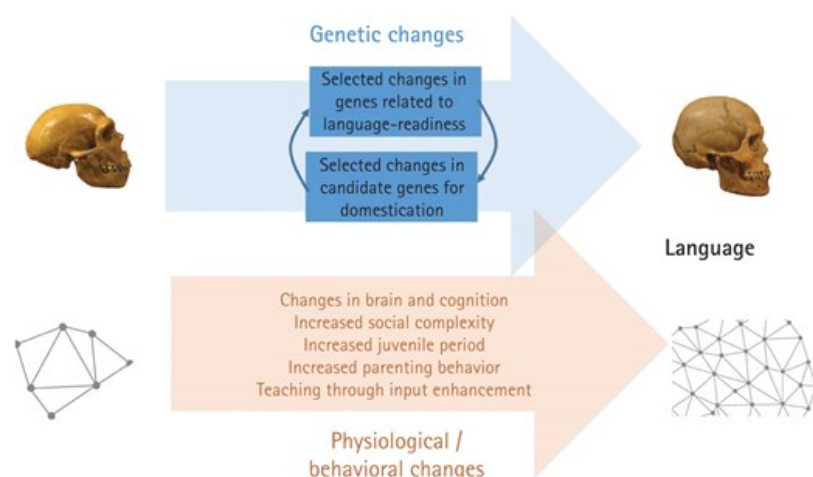 Genetic changes
Selected changes in
genes related to
language-readiness
Selected changes in
candidate genes for
domestication
Language
Changes in brain and cognition
Increased social complexity
Increased juvenile period
Increased parenting behavior
Teaching through input enhancement
Physiological /
behavioral changes